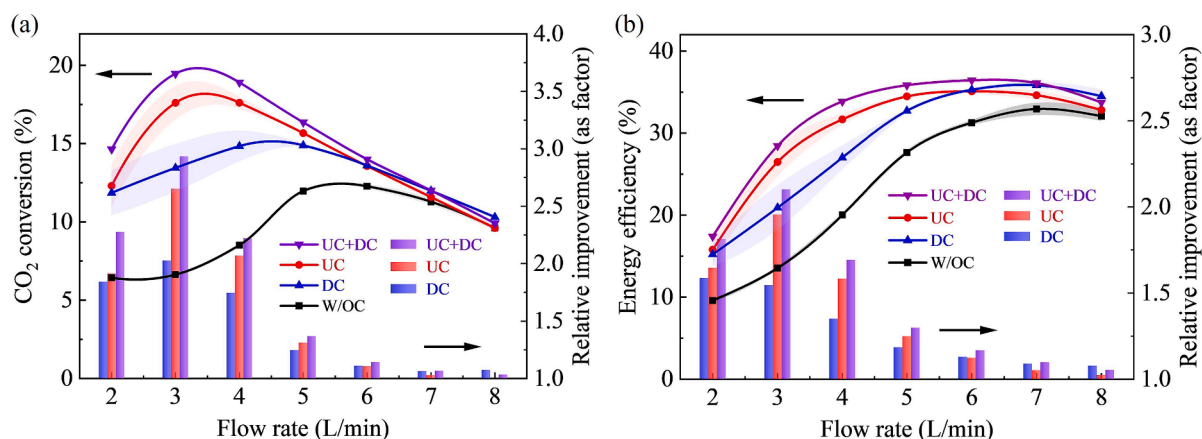 (a)
CO2 conversion (%)
20
15
10
5
0
4.0
3.5
3.0
2.5
2.0
1.5
1.0
Relative improvement (as factor)
UC+DC
UC
DC
W/OC
UC+DC
UC
DC
2 3 4 5 6 7 8
Flow rate (L/min)
(b)
Energy efficiency (%)
40
30
20
10
0
3.0
2.5
2.0
1.5
1.0
Relative improvement (as factor)
UC+DC
UC
DC
W/OC
UC+DC
UC
DC
2 3 4 5 6 7 8
Flow rate (L/min)